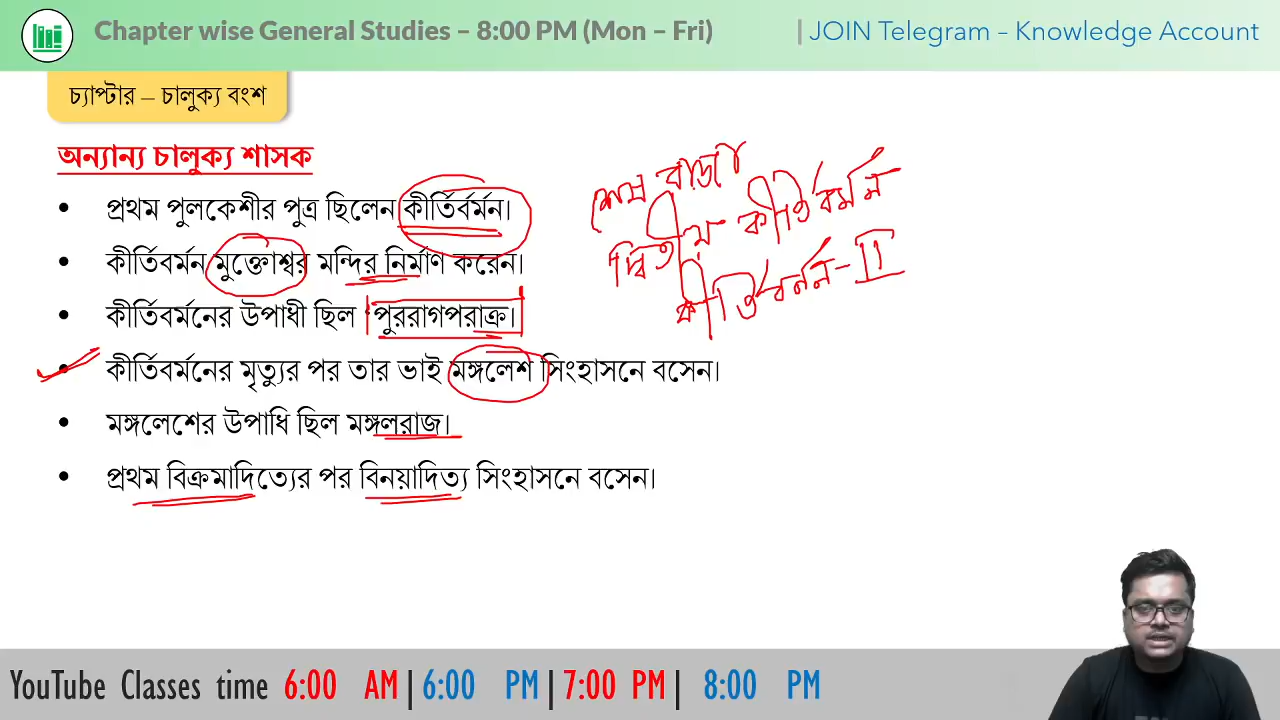 Chapter wise General Studies – 8:00 PM (Mon – Fri)
| JOIN Telegram – Knowledge Account
চ্যাপ্টার – চালুক্য বংশ
অন্যান্য চালুক্য শাসক
• প্রথম পুলকেশীর পুত্র ছিলেন কীর্তিবর্মন।
• কীর্তিবর্মন মুক্তোশ্বর মন্দির নির্মাণ করেন।
• কীর্তিবর্মনের উপাধী ছিল পুররাগপরাক্র।
• কীর্তিবর্মনের মৃত্যুর পর তার ভাই মঙ্গলেশ সিংহাসনে বসেন।
• মঙ্গলেশের উপাধি ছিল মঙ্গলরাজ।
• প্রথম বিক্রমাদিত্যের পর বিনয়াদিত্য সিংহাসনে বসেন।
শেষ রাজা
দ্বিতীয় কীর্তিবর্মন
কীর্তিবর্মন-II
YouTube Classes time 6:00 AM | 6:00 PM | 7:00 PM | 8:00 PM